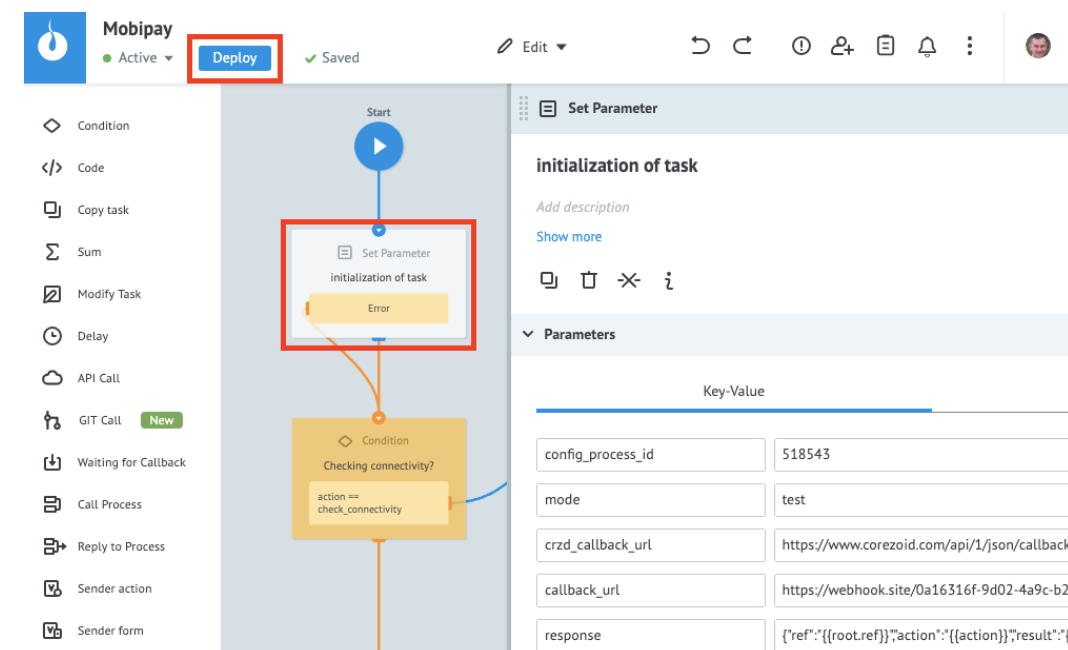 Mobipay
Active
Deploy
Saved
Edit
Condition
Code
Copy task
Sum
Modify Task
Delay
API Call
GIT Call New
Waiting for Callback
Call Process
Reply to Process
Sender action
Sender form
Start
Set Parameter
initialization of task
Error
Condition
Checking connectivity?
action ==
check_connectivity
Set Parameter
initialization of task
Add description
Show more
Parameters
Key-Value
config_process_id 518543
mode test
crzd_callback_url https://www.corezoid.com/api/1/json/callback
callback_url https://webhook.site/0a16316f-9d02-4a9c-b2
response {"ref":"{{root.ref}}","action":"{{action}}","result":"{